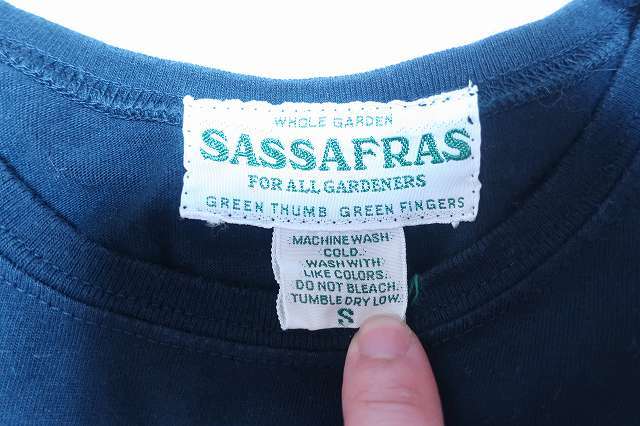 WHOLE GARDEN
SASSAFRAS
FOR ALL GARDENERS
GREEN THUMB GREEN FINGERS
MACHINE WASH
COLD.
WASH WITH
LIKE COLORS.
DO NOT BLEACH.
TUMBLE DRY LOW.
S